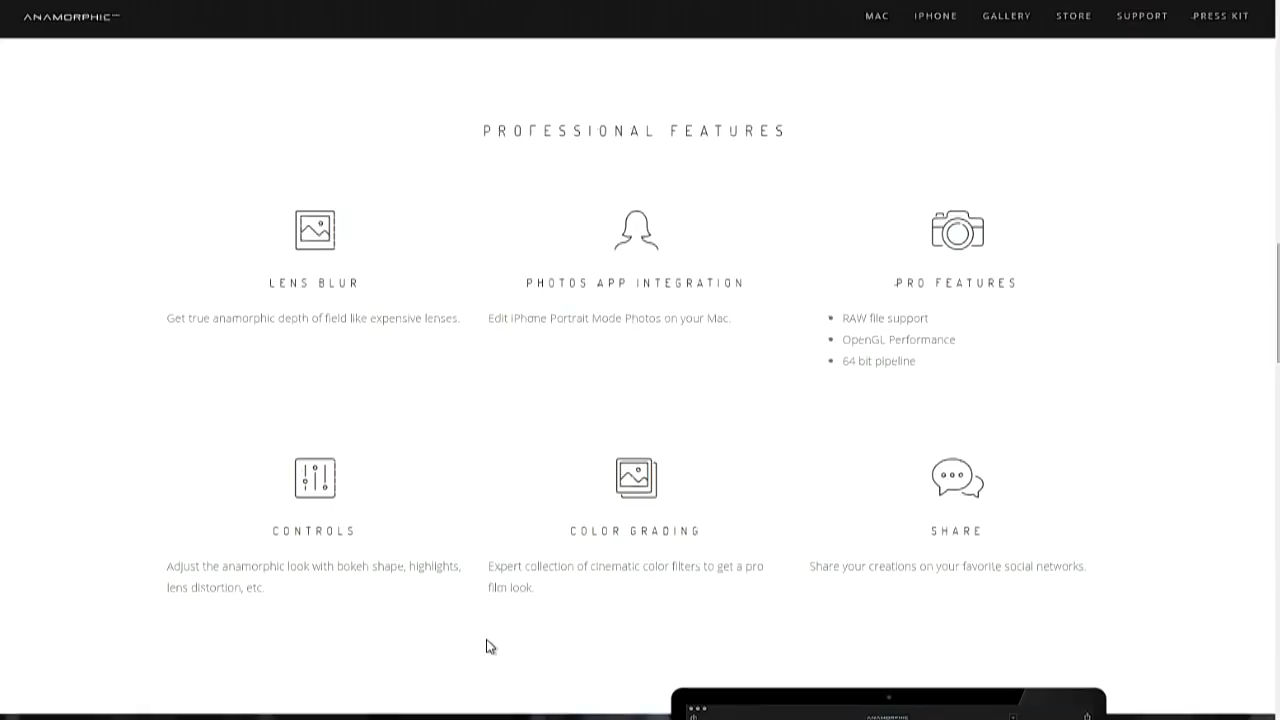 ANAMORPHIC
MAC IPHONE GALLERY STORE SUPPORT PRESS KIT
PROFESSIONAL FEATURES
LENS BLUR
Get true anamorphic depth of field like expensive lenses.
PHOTOS APP INTEGRATION
Edit iPhone Portrait Mode Photos on your Mac.
PRO FEATURES
• RAW file support
• OpenGL Performance
• 64 bit pipeline
CONTROLS
Adjust the anamorphic look with bokeh shape, highlights,
lens distortion, etc.
COLOR GRADING
Expert collection of cinematic color filters to get a pro
film look.
SHARE
Share your creations on your favorite social networks.
ANAMORPHIC